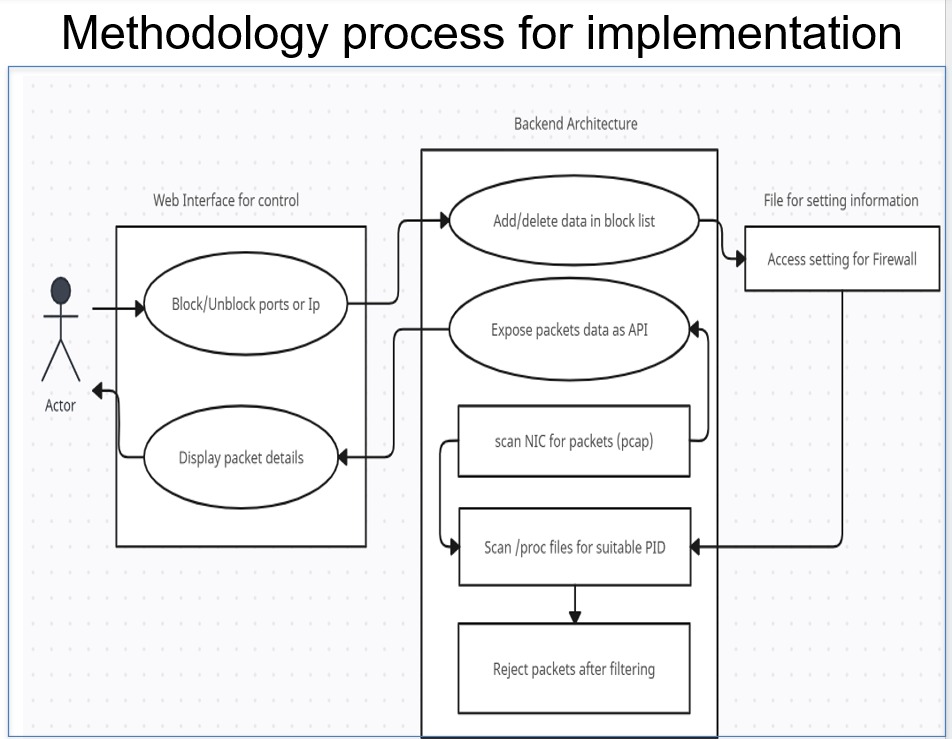 Methodology process for implementation
Backend Architecture
Web Interface for control
File for setting information
Add/delete data in block list
Access setting for Firewall
Block/Unblock ports or Ip
Expose packets data as API
Actor
scan NIC for packets (pcap)
Display packet details
Scan /proc files for suitable PID
Reject packets after filtering